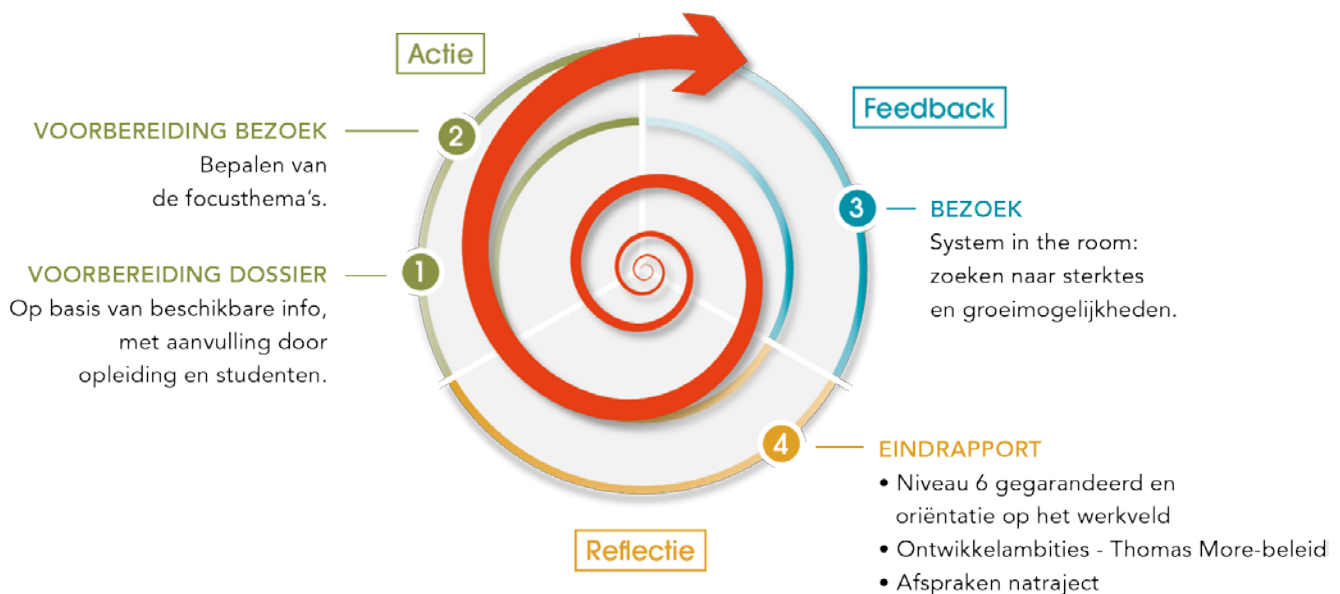 Actie
2
VOORBEREIDING BEZOEK
Bepalen van
de focusthema's.
1
VOORBEREIDING DOSSIER
Op basis van beschikbare info,
met aanvulling door
opleiding en studenten.
Feedback
3
BEZOEK
System in the room:
zoeken naar sterktes
en groeimogelijkheden.
4
EINDRAPPORT
• Niveau 6 gegarandeerd en
oriëntatie op het werkveld
• Ontwikkelambities - Thomas More-beleid
• Afspraken natraject
Reflectie